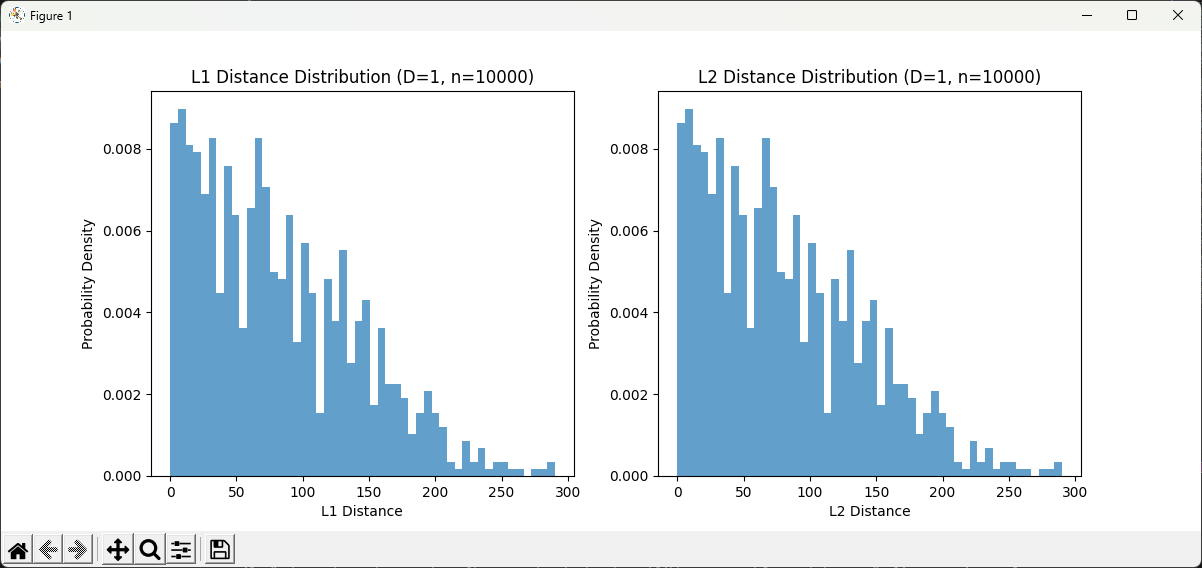 Figure 1
L1 Distance Distribution (D=1, n=10000)
Probability Density
0.008
0.006
0.004
0.002
0.000
0 50 100 150 200 250 300
L1 Distance
L2 Distance Distribution (D=1, n=10000)
Probability Density
0.008
0.006
0.004
0.002
0.000
0 50 100 150 200 250 300
L2 Distance